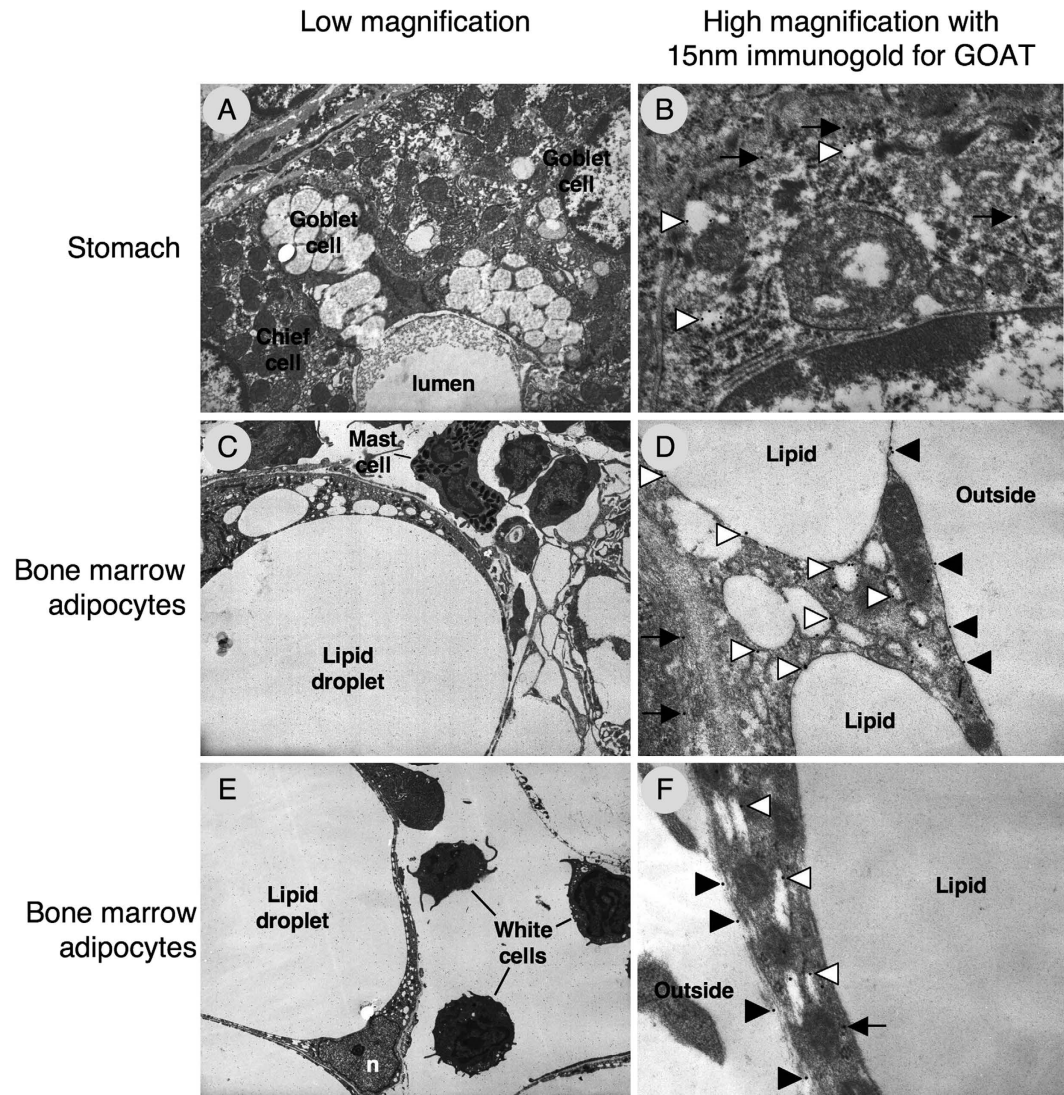 Low magnification
High magnification with
15nm immunogold for GOAT
Stomach
A
Goblet
cell
Goblet
cell
Chief
cell
lumen
B
Bone marrow
adipocytes
C
Mast
cell
Lipid
droplet
D
Lipid
Outside
Lipid
Bone marrow
adipocytes
E
Lipid
droplet
White
cells
n
F
Lipid
Outside